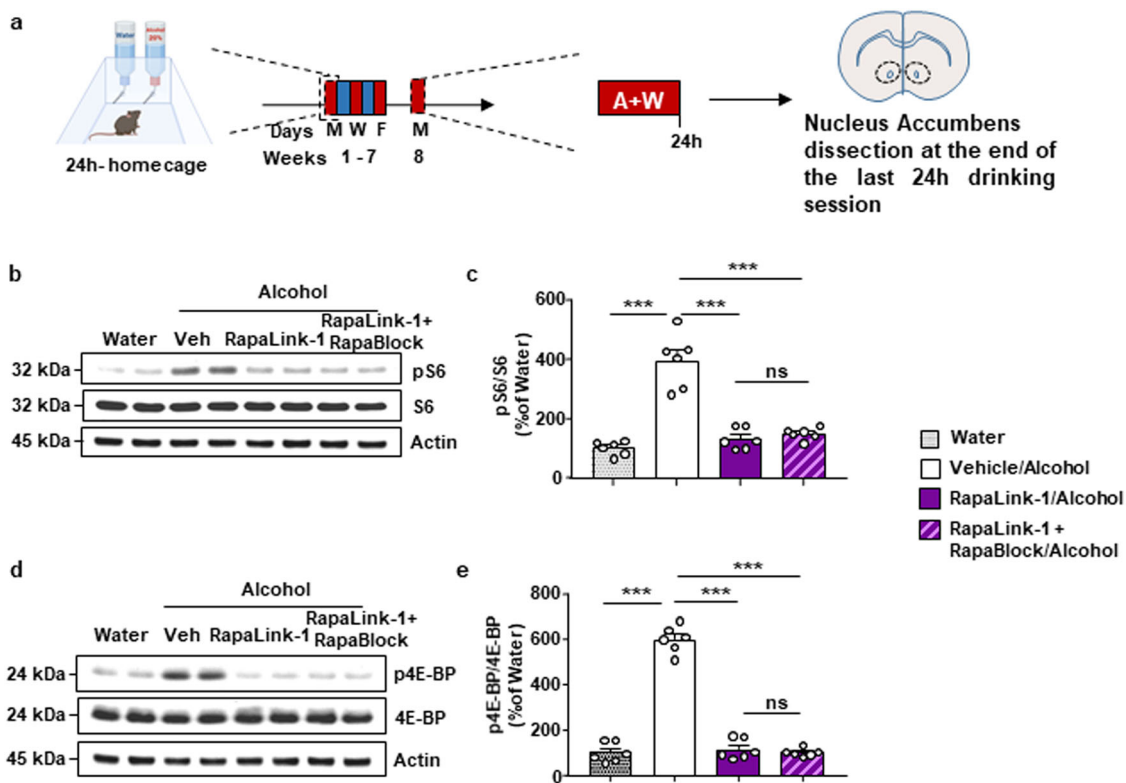 a
Water
Alcohol
20%
24h- home cage
Days M W F M
Weeks 1 - 7 8
A+W
24h
Nucleus Accumbens
dissection at the end of
the last 24h drinking
session
b
Alcohol
Water Veh RapaLink-1 RapaLink-1+
RapaBlock
32 kDa pS6
32 kDa S6
45 kDa Actin
c
pS6/S6
(%of Water)
600
400
200
0
*** *** ***
ns
Water
Vehicle/Alcohol
RapaLink-1/Alcohol
RapaLink-1 +
RapaBlock/Alcohol
d
Alcohol
Water Veh RapaLink-1 RapaLink-1+
RapaBlock
24 kDa p4E-BP
24 kDa 4E-BP
45 kDa Actin
e
p4E-BP/4E-BP
(%of Water)
800
600
400
200
0
***
*** ***
ns